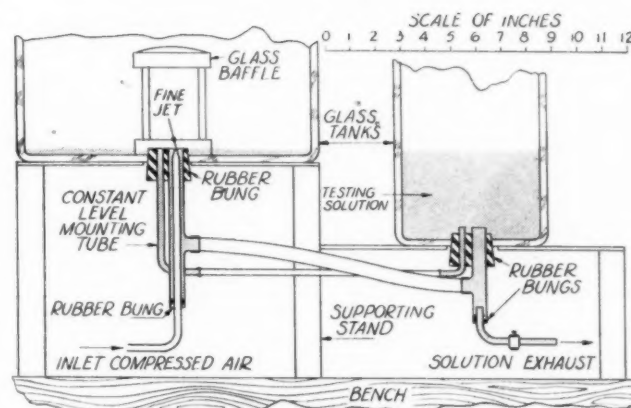 SCALE OF INCHES
0 1 2 3 4 5 6 7 8 9 10 11 12
GLASS
BAFFLE
FINE
JET
GLASS
TANKS
RUBBER
BUNG
TESTING
SOLUTION
CONSTANT
LEVEL
MOUNTING
TUBE
RUBBER
BUNGS
RUBBER BUNG
SUPPORTING
STAND
INLET COMPRESSED AIR
SOLUTION EXHAUST
BENCH